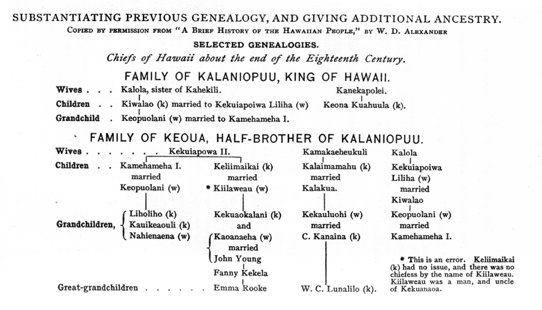 SUBSTANTIATING PREVIOUS GENEALOGY, AND GIVING ADDITIONAL ANCESTRY.
COPIED BY PERMISSION FROM "A BRIEF HISTORY OF THE HAWAIIAN PEOPLE," BY W. D. ALEXANDER
SELECTED GENEALOGIES.
Chiefs of Hawaii about the end of the Eighteenth Century.
FAMILY OF KALANIOPUU, KING OF HAWAII.
Wives . . . Kalola, sister of Kahekili. Kanekapolei.
Children . . Kiwalao (k) married to Kekuiapoiwa Liliha (w) Keona Kuahuula (k).
Grandchild . Keopuolani (w) married to Kamehameha I.
FAMILY OF KEOUA, HALF-BROTHER OF KALANIOPUU.
Wives . . . . . . Kekuiapowa II. Kamakaeheukuli Kalola
Children . . Kamehameha I. Keliimaikai (k) Kalaimamahu (k) Kekuiapoiwa
married married married Liliha (w)
Keopuolani (w) * Kiilaweau (w) Kalakua. married
Kiwalao
Grandchildren, Liholiho (k) Kekuaokalani (k) Kekauluohi (w) Keopuolani (w)
Kauikeaouli (k) and married married
Nahienaena (w) Kaoanaeha (w) C. Kanaina (k) Kamehameha I.
married
John Young
Fanny Kekela
Great-grandchildren . . . . . Emma Rooke W. C. Lunalilo (k).
* This is an error. Keliimaikai
(k) had no issue, and there was no
chiefess by the name of Kiilaweau.
Kiilaweau was a man, and uncle
of Kekuanaoa.